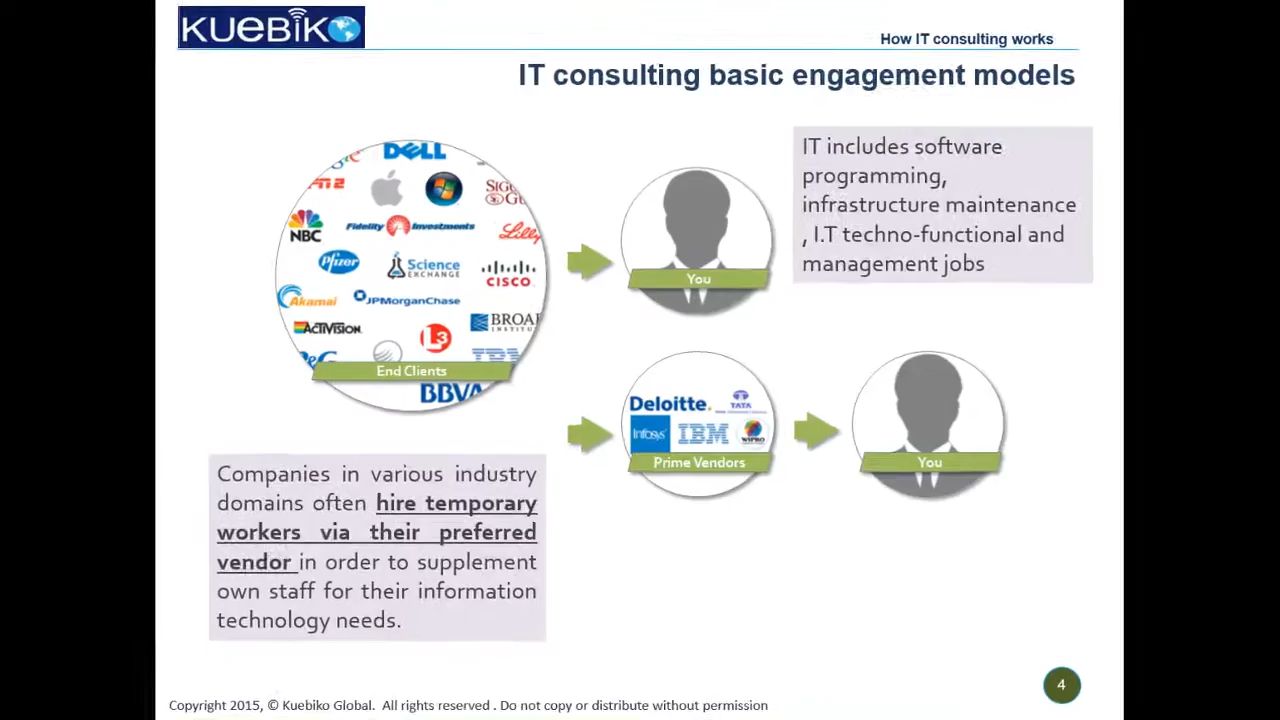 KUEBIKO
How IT consulting works
IT consulting basic engagement models
DELL
NBC
Fidelity Investments
Lilly
Pfizer
Science
EXCHANGE
CISCO
Akamai
JPMorganChase
ACTIVISION
BROAD
L3
P&G
IBM
End Clients
BBVA
You
IT includes software
programming,
infrastructure maintenance
, I.T techno-functional and
management jobs
Deloitte.
TATA
Infosys
IBM
WIPRO
Prime Vendors
You
Companies in various industry
domains often hire temporary
workers via their preferred
vendor in order to supplement
own staff for their information
technology needs.
4
Copyright 2015, © Kuebiko Global. All rights reserved . Do not copy or distribute without permission